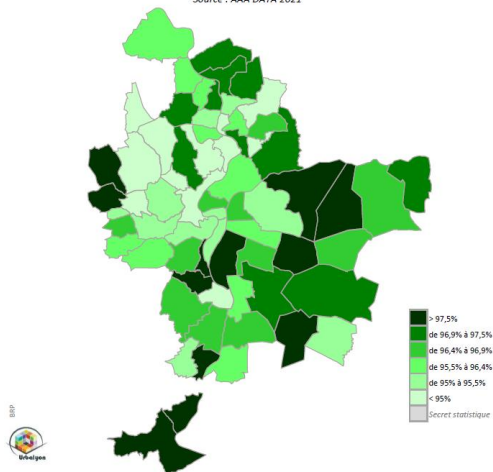 Source : AAA DATA 2021
> 97,5%
de 96,9% à 97,5%
de 96,4% à 96,9%
de 95,5% à 96,4%
de 95% à 95,5%
< 95%
Secret statistique
BRP
Urbalyon